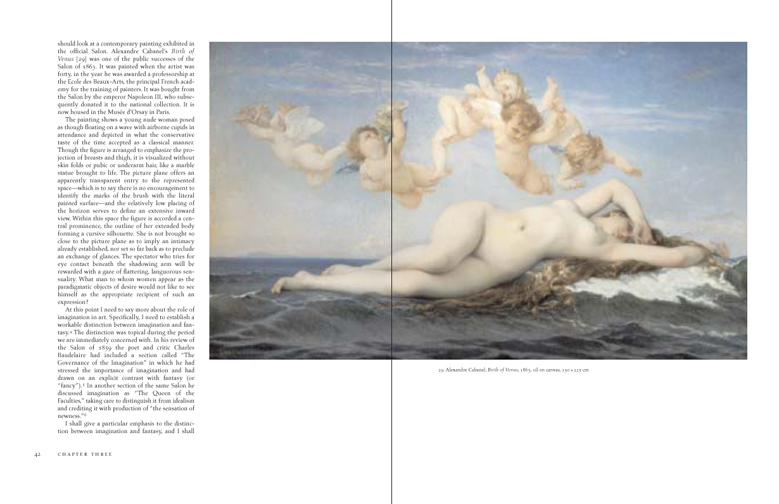 should look at a contemporary painting exhibited in
the official Salon. Alexandre Cabanel's Birth of
Venus [29] was one of the public successes of the
Salon of 1863. It was painted when the artist was
forty, in the year he was awarded a professorship at
the Ecole des Beaux-Arts, the principal French acad-
emy for the training of painters. It was bought from
the Salon by the emperor Napoleon III, who subse-
quently donated it to the national collection. It is
now housed in the Musée d'Orsay in Paris.
The painting shows a young nude woman posed
as though floating on a wave with airborne cupids in
attendance and depicted in what the conservative
taste of the time accepted as a classical manner.
Though the figure is arranged to emphasize the pro-
jection of breasts and thigh, it is visualized without
skin folds or pubic or underarm hair, like a marble
statue brought to life. The picture plane offers an
apparently transparent entry to the represented
space—which is to say there is no encouragement to
identify the marks of the brush with the literal
painted surface—and the relatively low placing of
the horizon serves to define an extensive inward
view. Within this space the figure is accorded a cen-
tral prominence, the outline of her extended body
forming a cursive silhouette. She is not brought so
close to the picture plane as to imply an intimacy
already established, nor set so far back as to preclude
an exchange of glances. The spectator who tries for
eye contact beneath the shadowing arm will be
rewarded with a gaze of flattering, languorous sen-
suality. What man to whom women appear as the
paradigmatic objects of desire would not like to see
himself as the appropriate recipient of such an
expression?
At this point I need to say more about the role of
imagination in art. Specifically, I need to establish a
workable distinction between imagination and fan-
tasy.⁴ The distinction was topical during the period
we are immediately concerned with. In his review of
the Salon of 1859 the poet and critic Charles
Baudelaire had included a section called "The
Governance of the Imagination" in which he had
stressed the importance of imagination and had
drawn on an explicit contrast with fantasy (or
"fancy").⁵ In another section of the same Salon he
discussed imagination as "The Queen of the
Faculties," taking care to distinguish it from idealism
and crediting it with production of "the sensation of
newness."⁶
I shall give a particular emphasis to the distinc-
tion between imagination and fantasy, and I shall
42 CHAPTER THREE
29 Alexandre Cabanel, Birth of Venus, 1863, oil on canvas, 130 x 225 cm